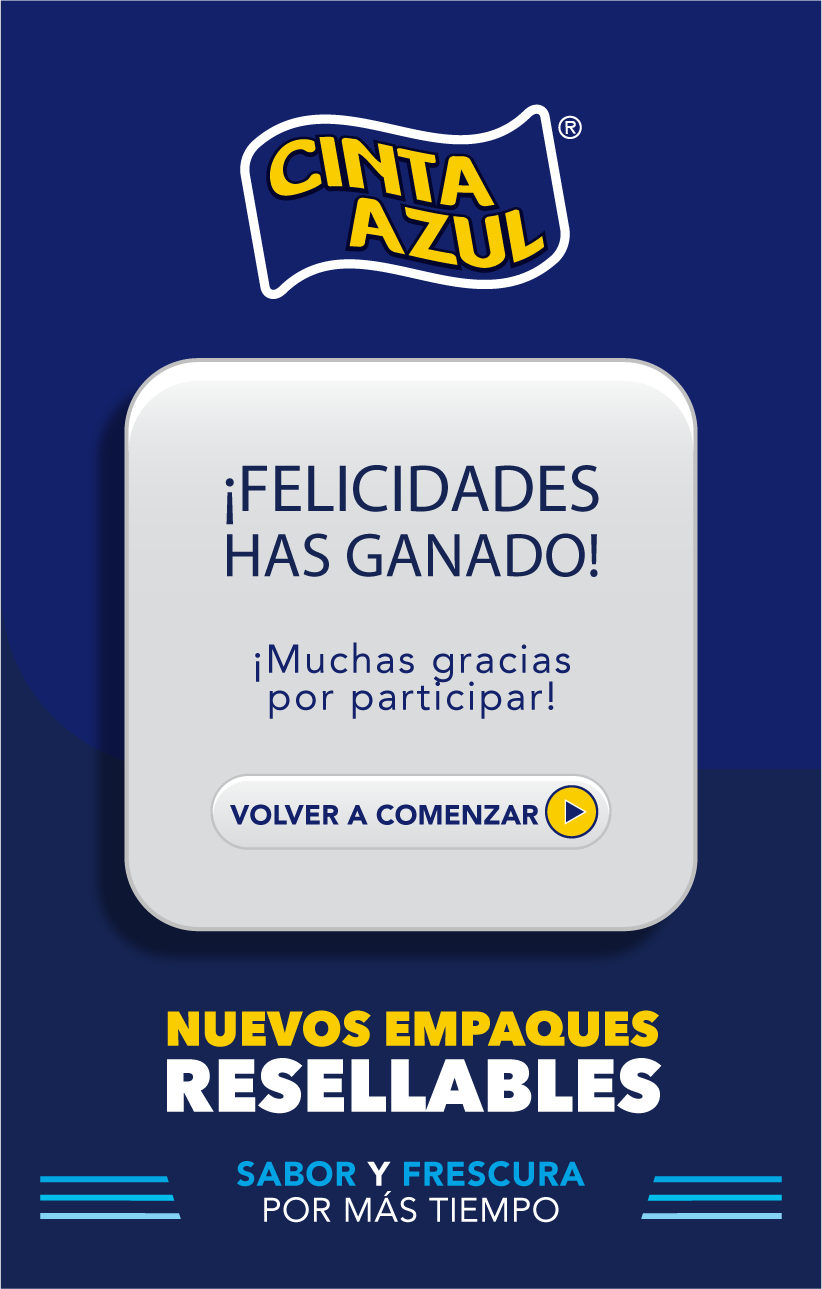 CINTA
AZUL
®
¡FELICIDADES
HAS GANADO!
¡Muchas gracias
por participar!
VOLVER A COMENZAR
NUEVOS EMPAQUES
RESELLABLES
SABOR Y FRESCURA
POR MÁS TIEMPO